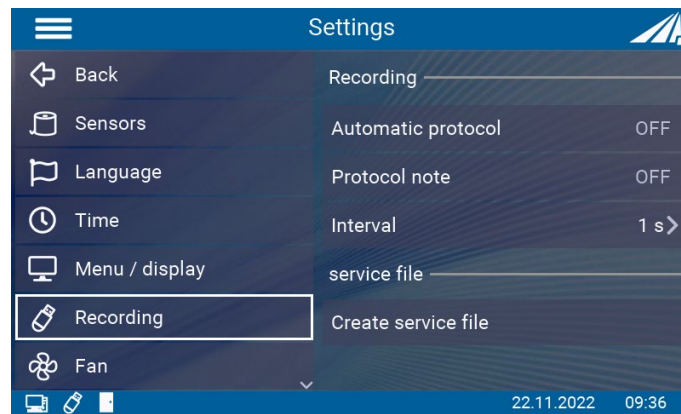 Settings
Back
Sensors
Language
Time
Menu / display
Recording
Fan
Recording
Automatic protocol OFF
Protocol note OFF
Interval 1 s
service file
Create service file
22.11.2022 09:36